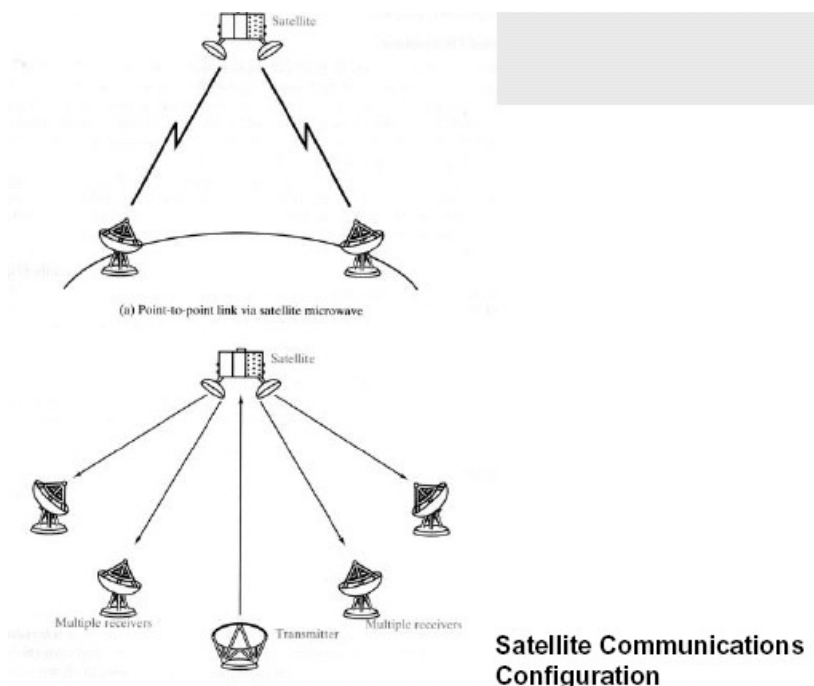 Satellite
(a) Point-to-point link via satellite microwave
Satellite
Multiple receivers
Transmitter
Multiple receivers
Satellite Communications
Configuration